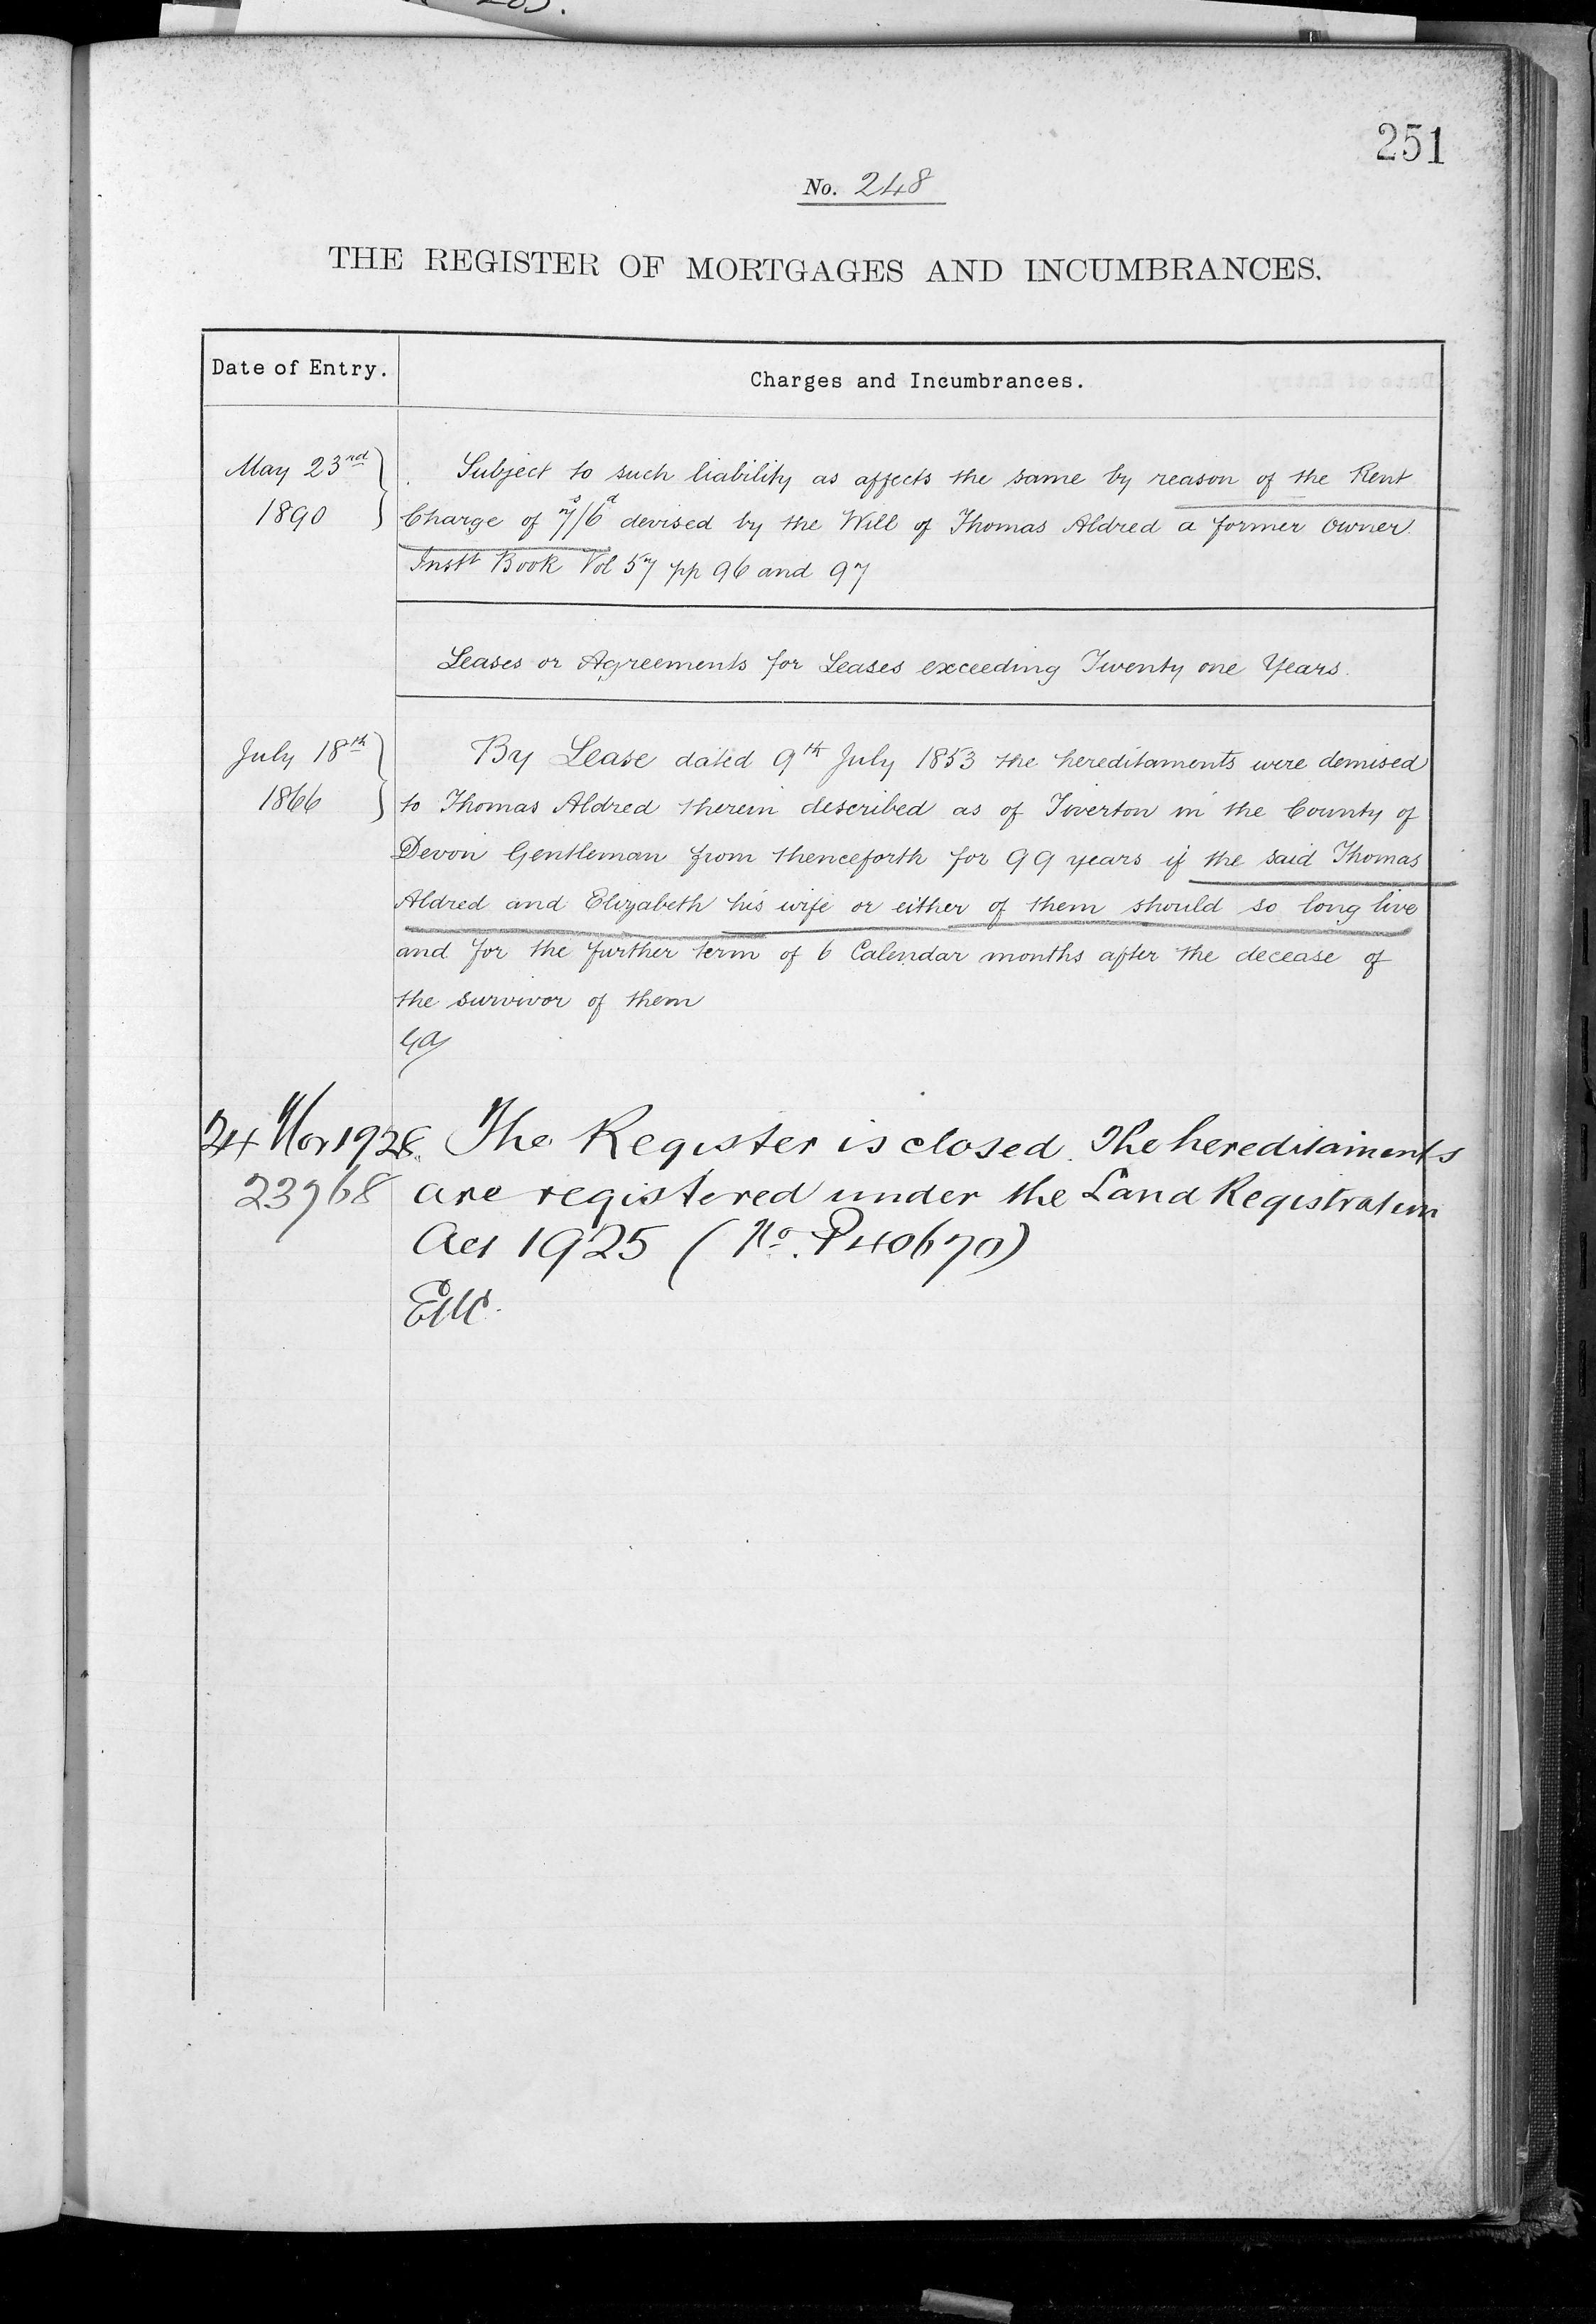 251
No. 248
THE REGISTER OF MORTGAGES AND INCUMBRANCES.
Date of Entry.
Charges and Incumbrances.
May 23rd 1890
Subject to such liability as affects the same by reason of the Rent
Charge of 7s/6d devised by the Will of Thomas Aldred a former owner.
Instt Book Vol 57 pp 96 and 97
Leases or Agreements for Leases exceeding Twenty one Years.
July 18th 1866
By Lease dated 9th July 1853 the hereditaments were demised
to Thomas Aldred therein described as of Tiverton in the County of
Devon Gentleman from thenceforth for 99 years if the said Thomas
Aldred and Elizabeth his wife or either of them should so long live
and for the further term of 6 Calendar months after the decease of
the survivor of them
GA
24 Nov 1928. The Register is closed. The hereditaments
23768 are registered under the Land Registration
Act 1925 (No. P40670)